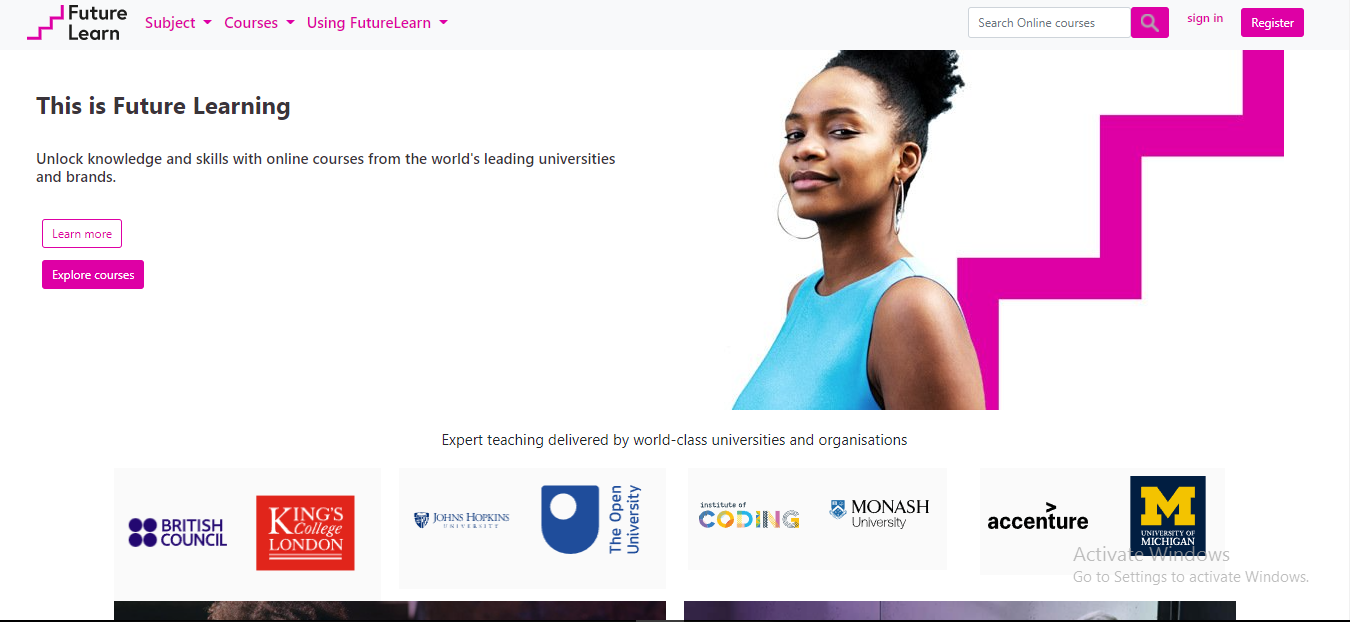 Future
Learn
Subject
Courses
Using FutureLearn
Search Online courses
sign in
Register
This is Future Learning
Unlock knowledge and skills with online courses from the world's leading universities
and brands.
Learn more
Explore courses
Expert teaching delivered by world-class universities and organisations
BRITISH
COUNCIL
KING'S
College
LONDON
JOHNS HOPKINS
UNIVERSITY
The Open
University
institute of
CODING
MONASH
University
accenture
M
UNIVERSITY OF
MICHIGAN
Activate Windows
Go to Settings to activate Windows.